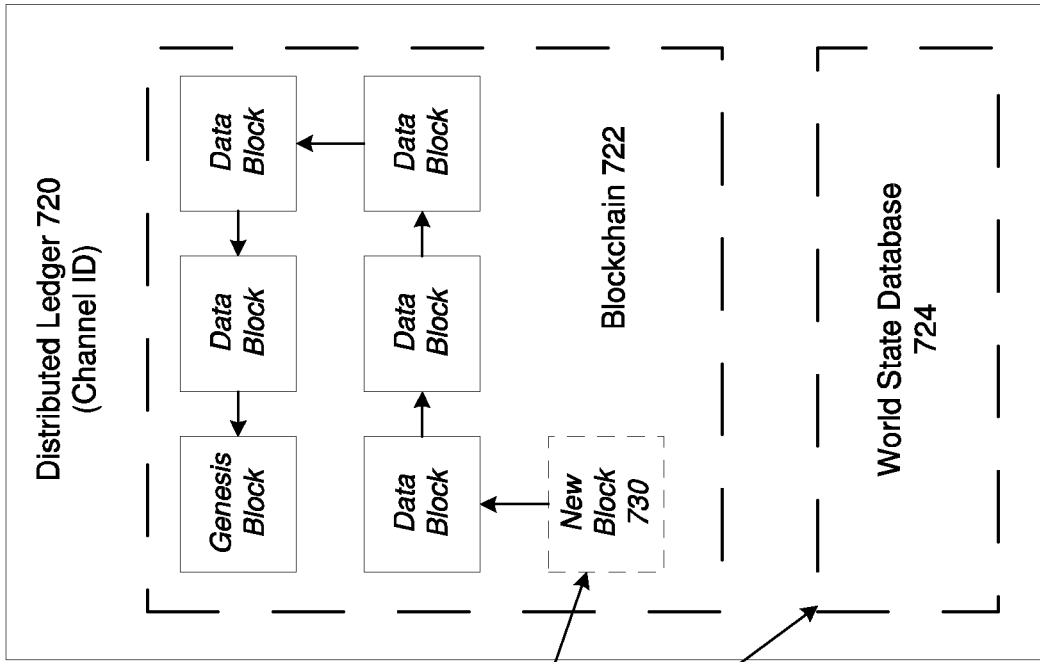 Distributed Ledger 720
(Channel ID)
Genesis
Block
Data
Block
Data
Block
Data
Block
Data
Block
Data
Block
New
Block
730
Blockchain 722
World State Database
724